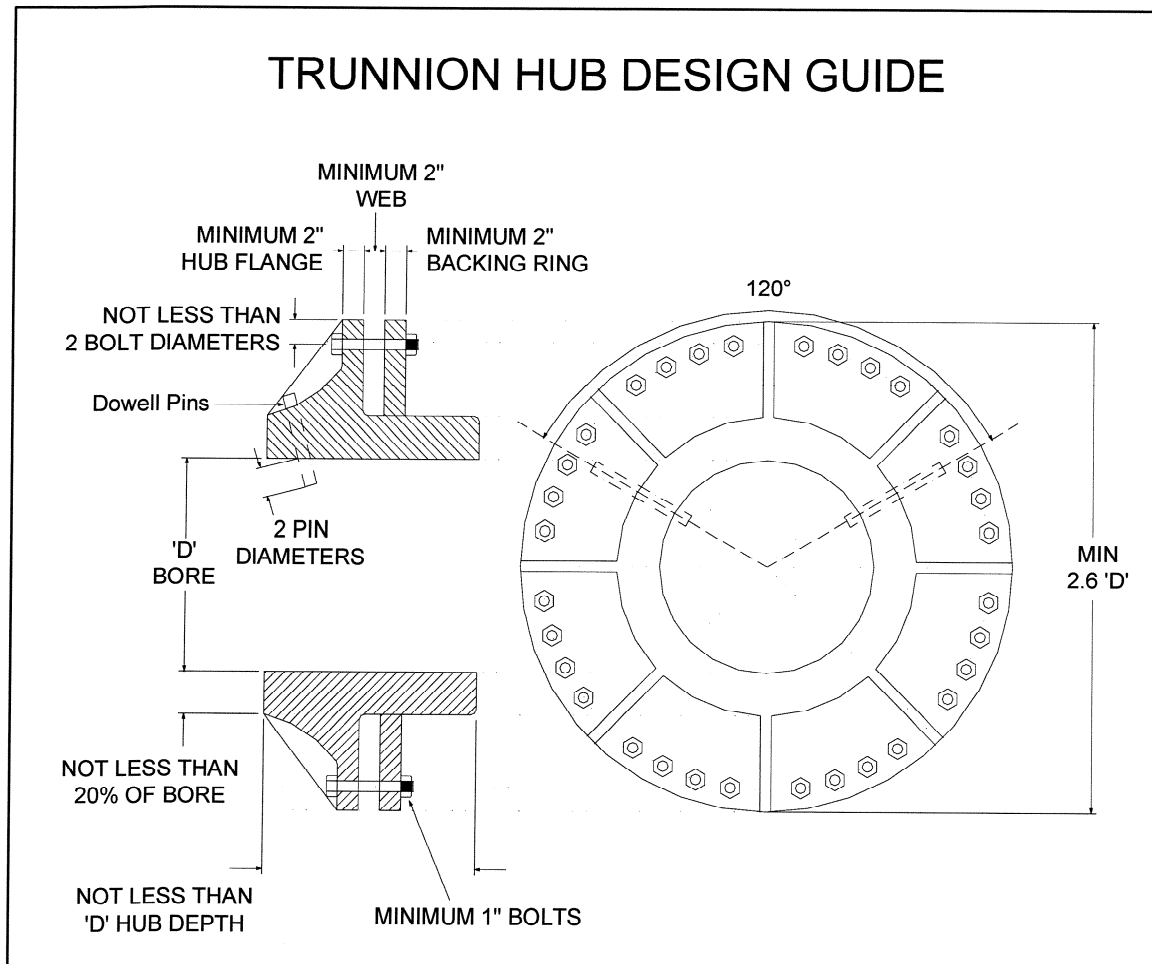 TRUNNION HUB DESIGN GUIDE
MINIMUM 2"
WEB
MINIMUM 2"
HUB FLANGE
MINIMUM 2"
BACKING RING
NOT LESS THAN
2 BOLT DIAMETERS
Dowell Pins
2 PIN
DIAMETERS
'D'
BORE
120°
MIN
2.6 'D'
NOT LESS THAN
20% OF BORE
NOT LESS THAN
'D' HUB DEPTH
MINIMUM 1" BOLTS